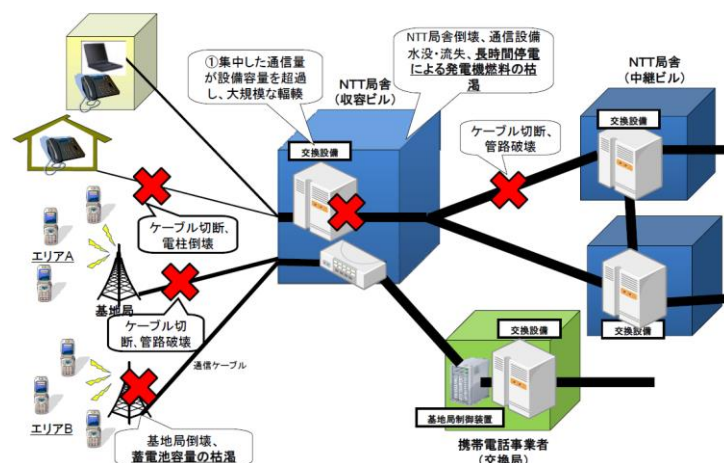 ①集中した通信量
が設備容量を超過
し、大規模な輻輳
NTT局舎倒壊、通信設備
水没・流失、長時間停電
による発電機燃料の枯
渇
NTT局舎
(収容ビル)
NTT局舎
(中継ビル)
交換設備
交換設備
ケーブル切断、
管路破壊
ケーブル切断、
電柱倒壊
エリアA
基地局
ケーブル切
断、管路破壊
通信ケーブル
交換設備
交換設備
基地局制御装置
エリアB
基地局倒壊、
蓄電池容量の枯渇
携帯電話事業者
(交換局)